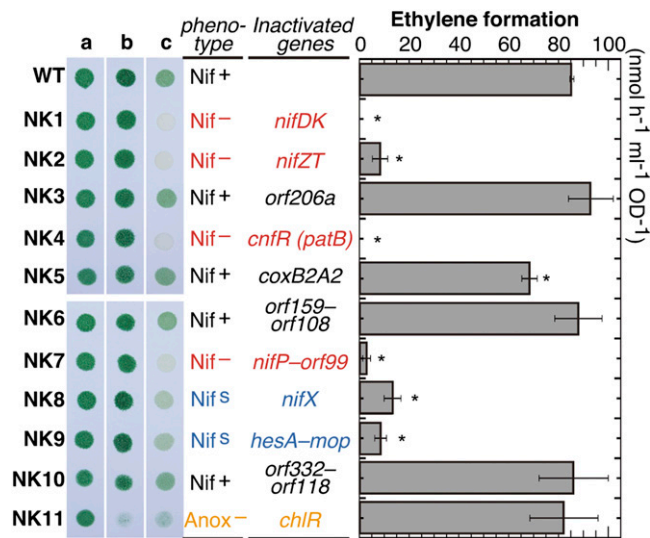 Ethylene formation
pheno-type Inactivated genes
a b c
0 20 40 60 80 100
(nmol h-1 ml-1 OD-1)
WT Nif +
NK1 Nif − nifDK *
NK2 Nif − nifZT *
NK3 Nif + orf206a
NK4 Nif − cnfR (patB) *
NK5 Nif + coxB2A2 *
NK6 Nif + orf159–orf108
NK7 Nif − nifP–orf99 *
NK8 Nif s nifX *
NK9 Nif s hesA–mop *
NK10 Nif + orf332–orf118
NK11 Anox − chlR